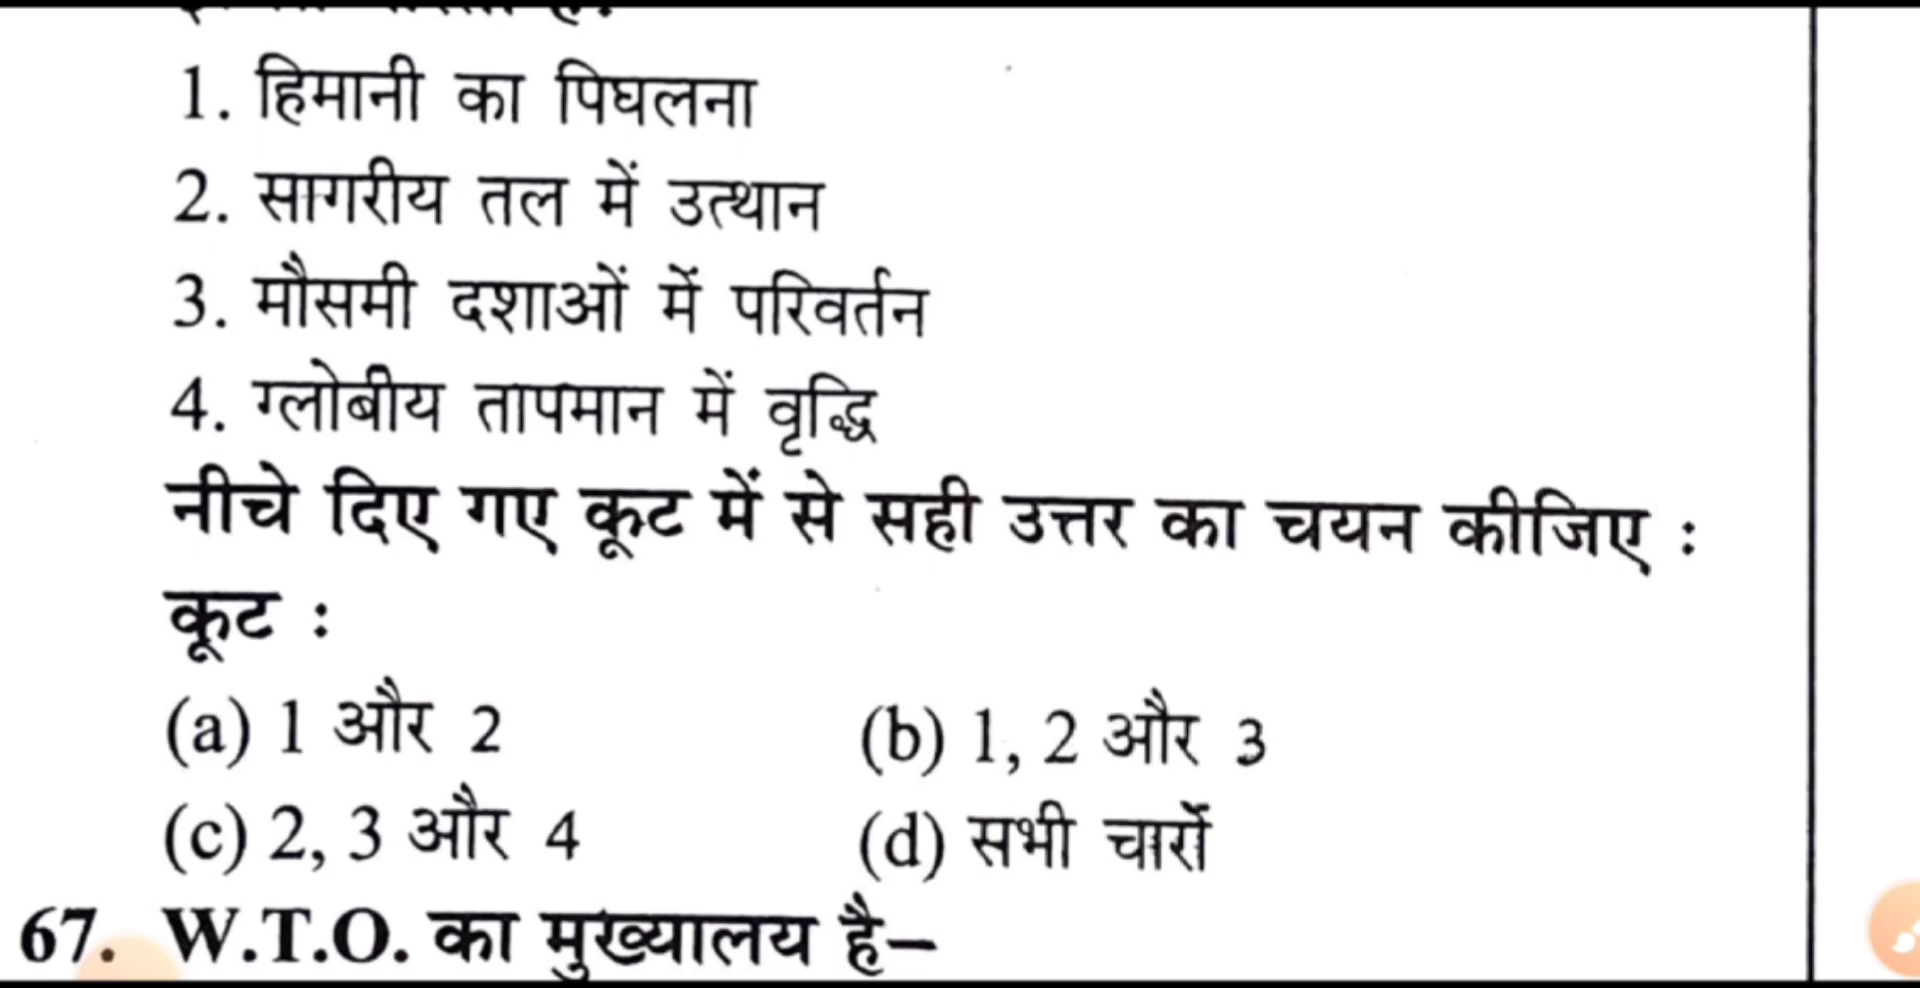 1. हिमानी का पिघलना
2. सागरीय तल में उत्थान
3. मौसमी दशाओं में परिवर्तन
4. ग्लोबीय तापमान में वृद्धि
नीचे दिए गए कूट में से सही उत्तर का चयन कीजिए :
कूट :
(a) 1 और 2 (b) 1, 2 और 3
(c) 2, 3 और 4 (d) सभी चारों
67. W.T.O. का मुख्यालय है–